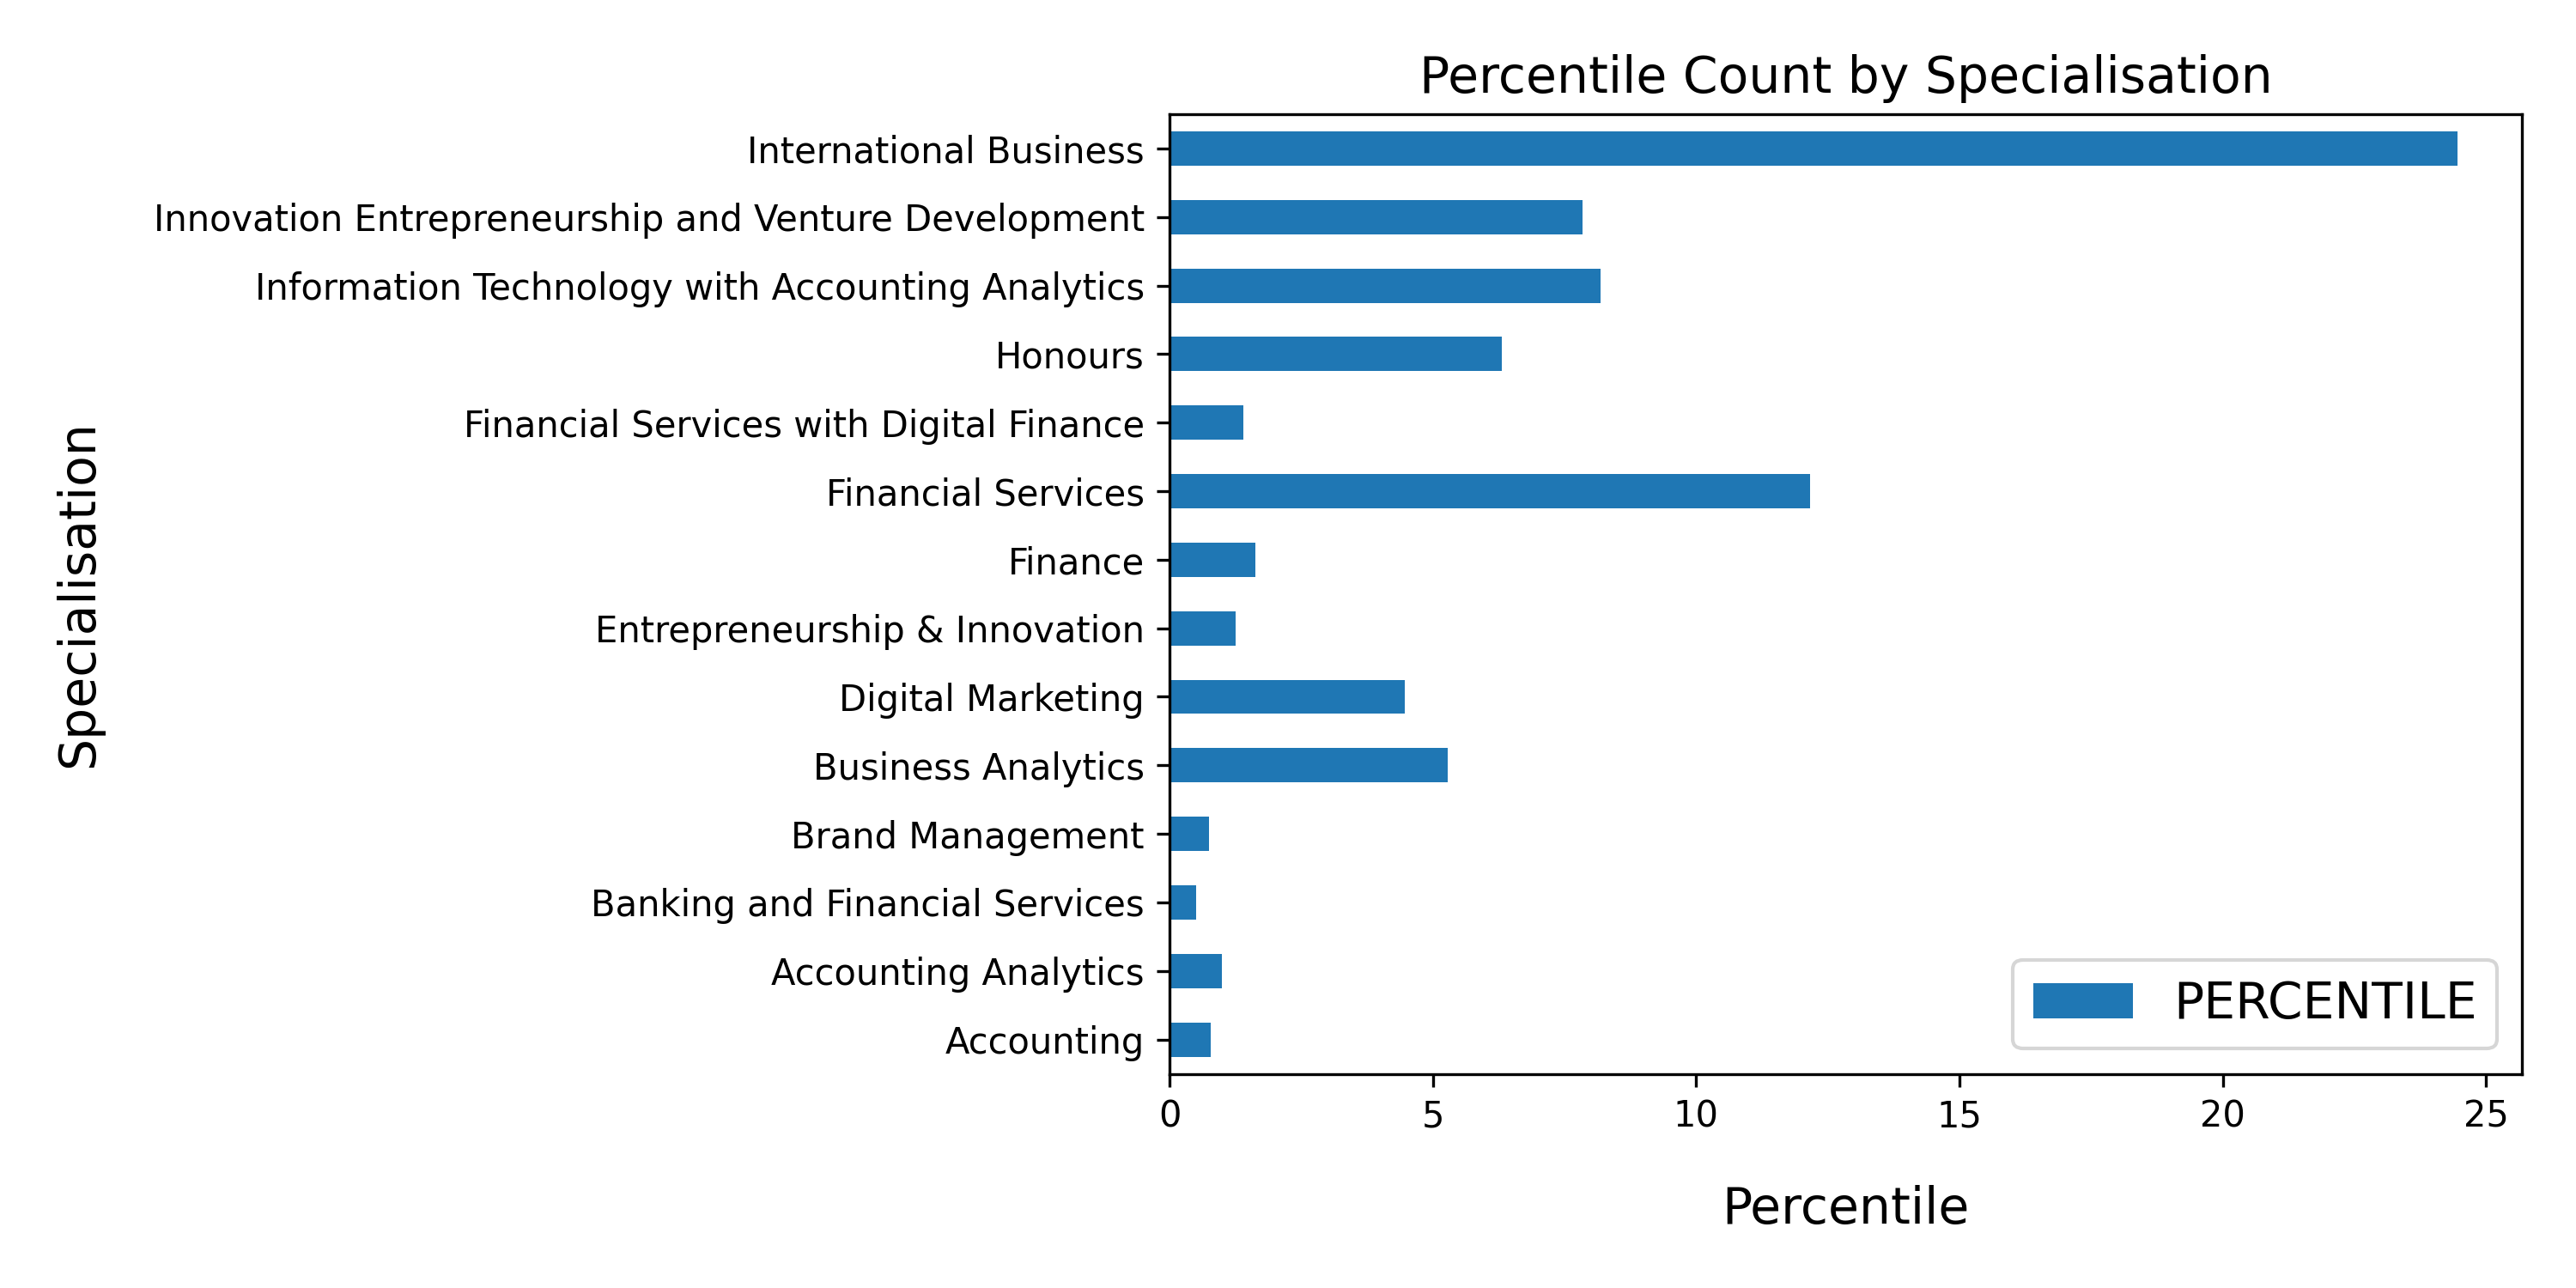 Percentile Count by Specialisation
International Business
Innovation Entrepreneurship and Venture Development
Information Technology with Accounting Analytics
Honours
Financial Services with Digital Finance
Financial Services
Finance
Entrepreneurship & Innovation
Digital Marketing
Business Analytics
Brand Management
Banking and Financial Services
Accounting Analytics
Accounting
Specialisation
PERCENTILE
0 5 10 15 20 25
Percentile